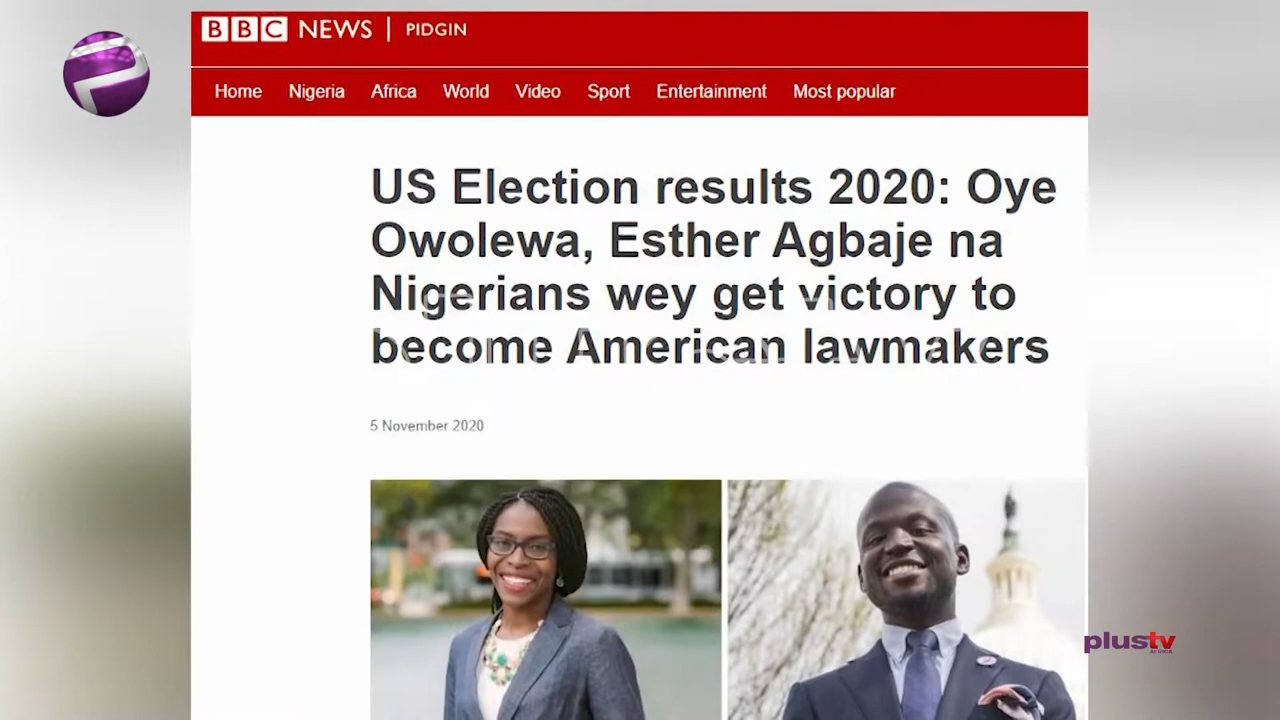 BBC NEWS | PIDGIN
Home Nigeria Africa World Video Sport Entertainment Most popular
US Election results 2020: Oye
Owolewa, Esther Agbaje na
Nigerians wey get victory to
become American lawmakers
5 November 2020
plustv
AFRICA